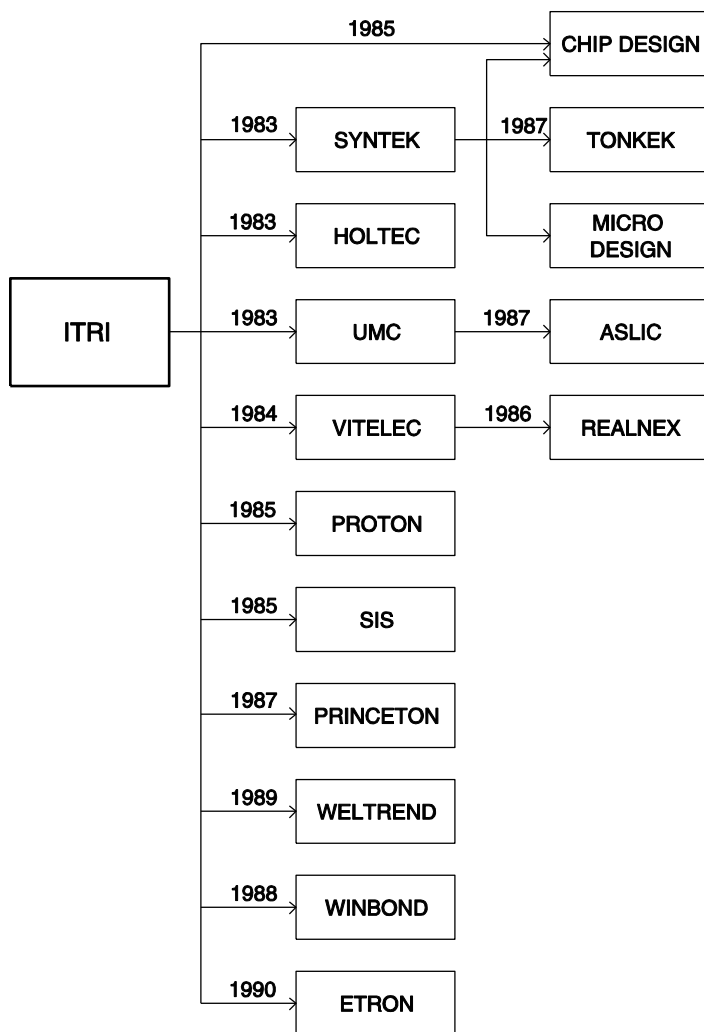 1985
CHIP DESIGN
1983
SYNTEK
1987
TONKEK
1983
HOLTEC
MICRO
DESIGN
ITRI
1983
UMC
1987
ASLIC
1984
VITELEC
1986
REALNEX
1985
PROTON
1985
SIS
1987
PRINCETON
1989
WELTREND
1988
WINBOND
1990
ETRON